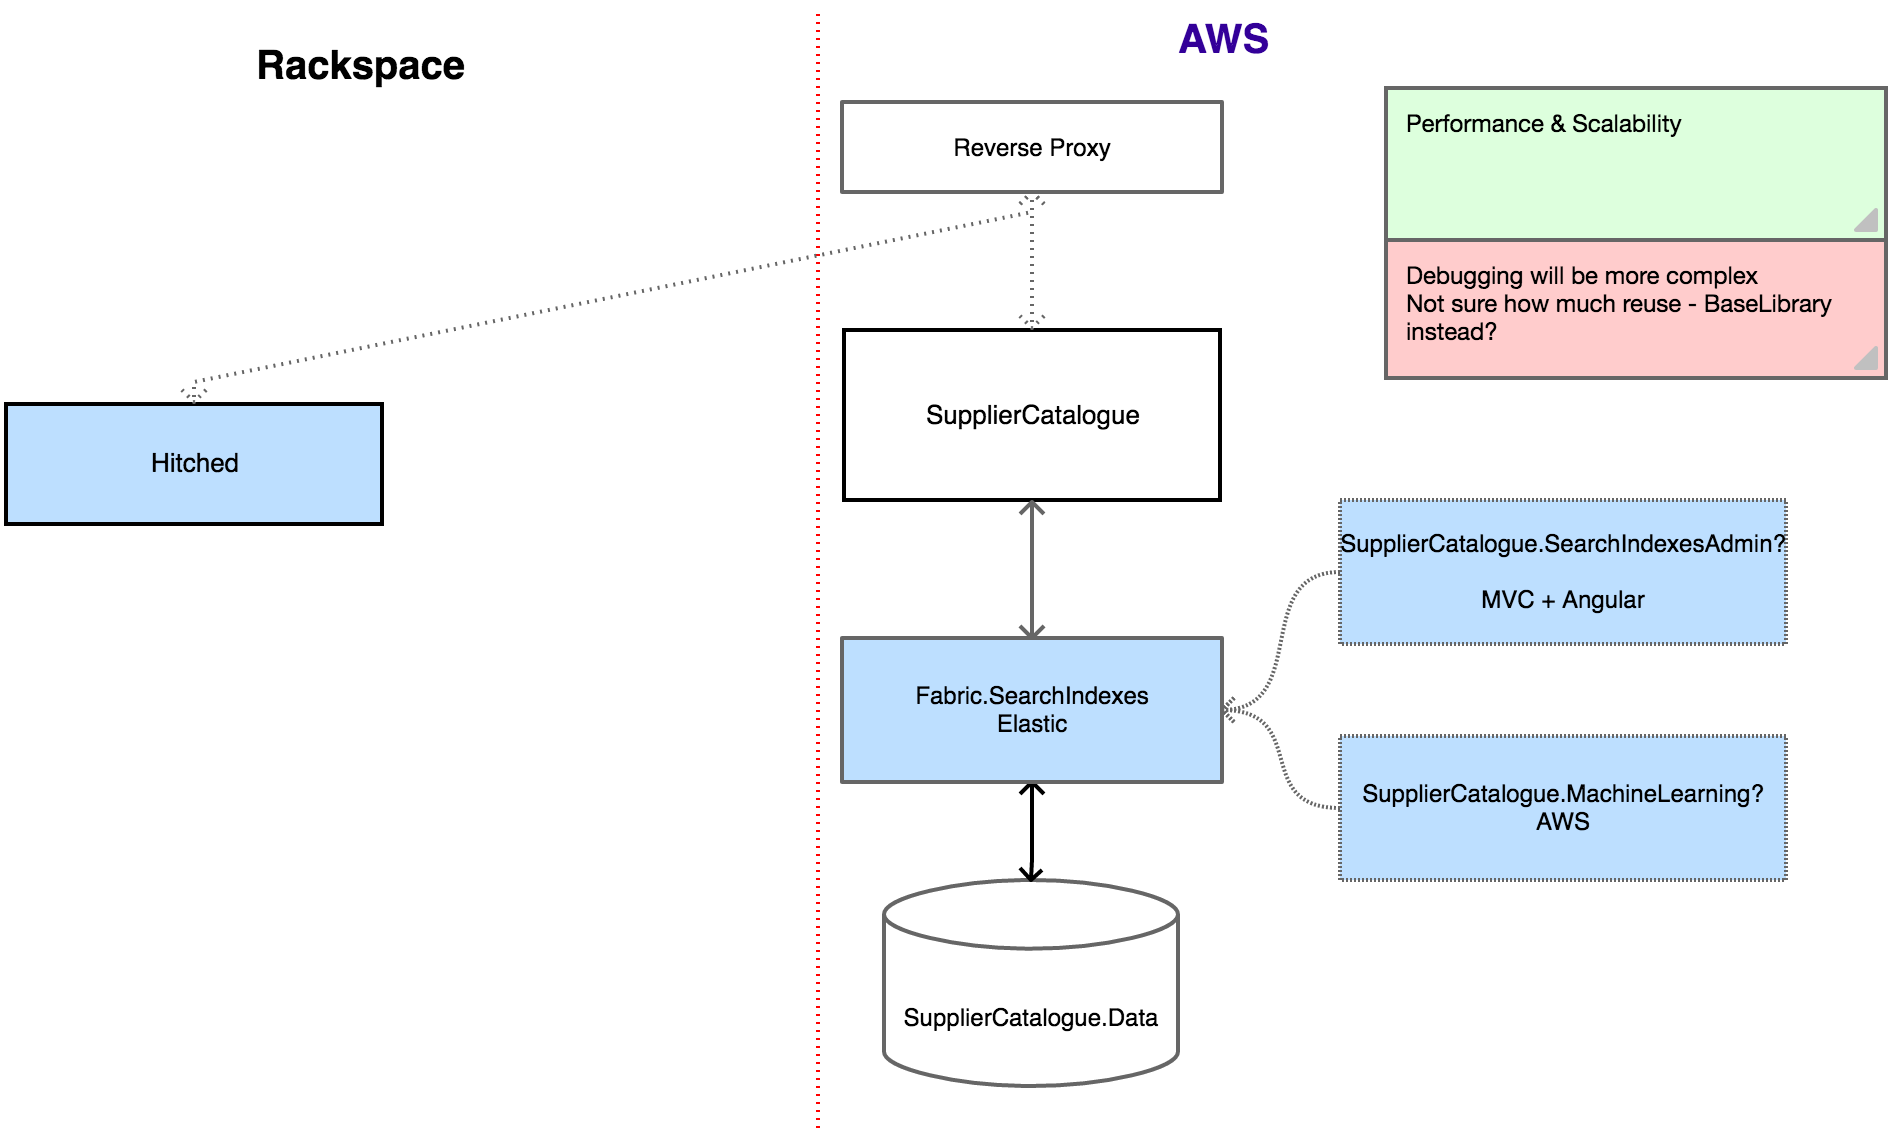 Rackspace
AWS
Reverse Proxy
Performance & Scalability
Debugging will be more complex
Not sure how much reuse - BaseLibrary
instead?
SupplierCatalogue
Hitched
SupplierCatalogue.SearchIndexesAdmin?
MVC + Angular
Fabric.SearchIndexes
Elastic
SupplierCatalogue.MachineLearning?
AWS
SupplierCatalogue.Data